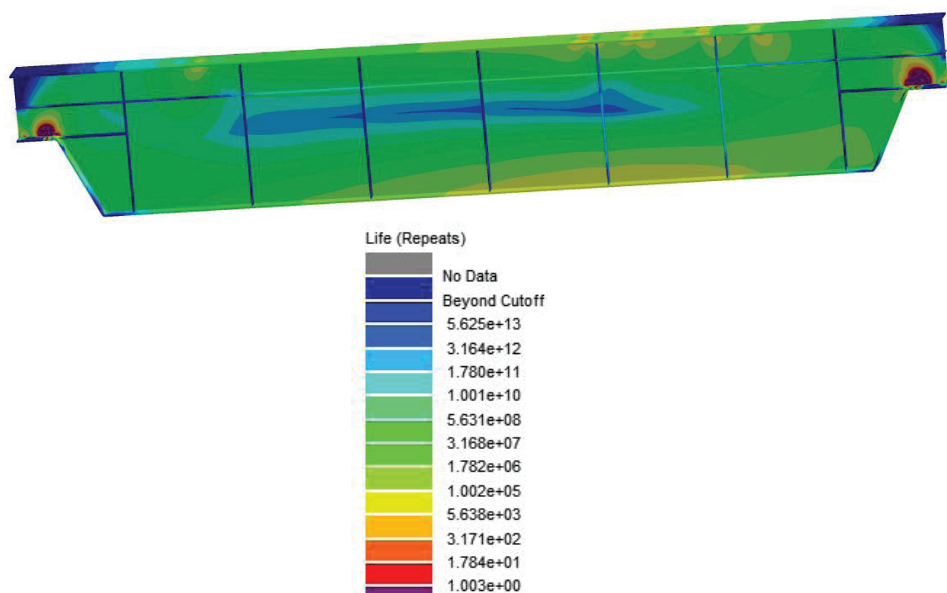 Life (Repeats)
No Data
Beyond Cutoff
5.625e+13
3.164e+12
1.780e+11
1.001e+10
5.631e+08
3.168e+07
1.782e+06
1.002e+05
5.638e+03
3.171e+02
1.784e+01
1.003e+00